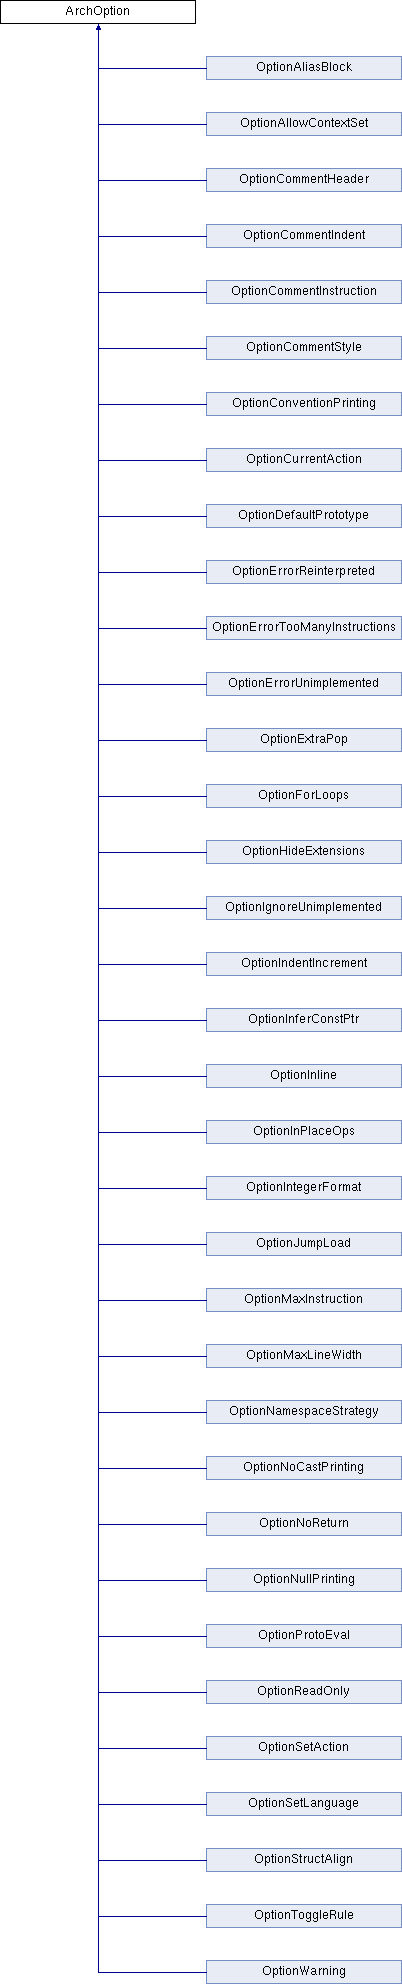 ArchOption
OptionAliasBlock
OptionAllowContextSet
OptionCommentHeader
OptionCommentIndent
OptionCommentInstruction
OptionCommentStyle
OptionConventionPrinting
OptionCurrentAction
OptionDefaultPrototype
OptionErrorReinterpreted
OptionErrorTooManyInstructions
OptionErrorUnimplemented
OptionExtraPop
OptionForLoops
OptionHideExtensions
OptionIgnoreUnimplemented
OptionIndentIncrement
OptionInferConstPtr
OptionInline
OptionInPlaceOps
OptionIntegerFormat
OptionJumpLoad
OptionMaxInstruction
OptionMaxLineWidth
OptionNamespaceStrategy
OptionNoCastPrinting
OptionNoReturn
OptionNullPrinting
OptionProtoEval
OptionReadOnly
OptionSetAction
OptionSetLanguage
OptionStructAlign
OptionToggleRule
OptionWarning